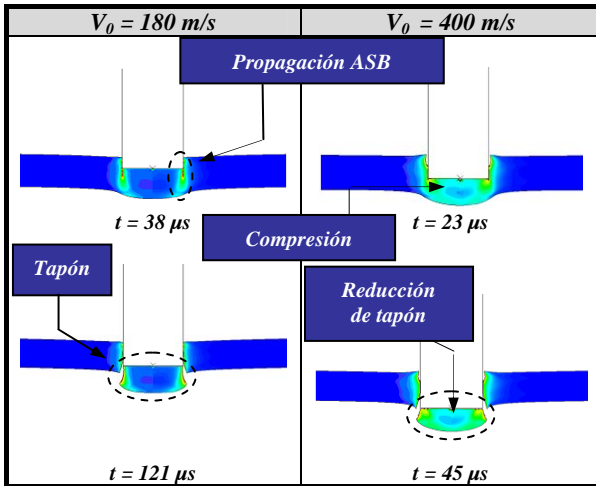 V0 = 180 m/s
V0 = 400 m/s
Propagación ASB
t = 38 µs
t = 23 µs
Compresión
Tapón
Reducción
de tapón
t = 121 µs
t = 45 µs